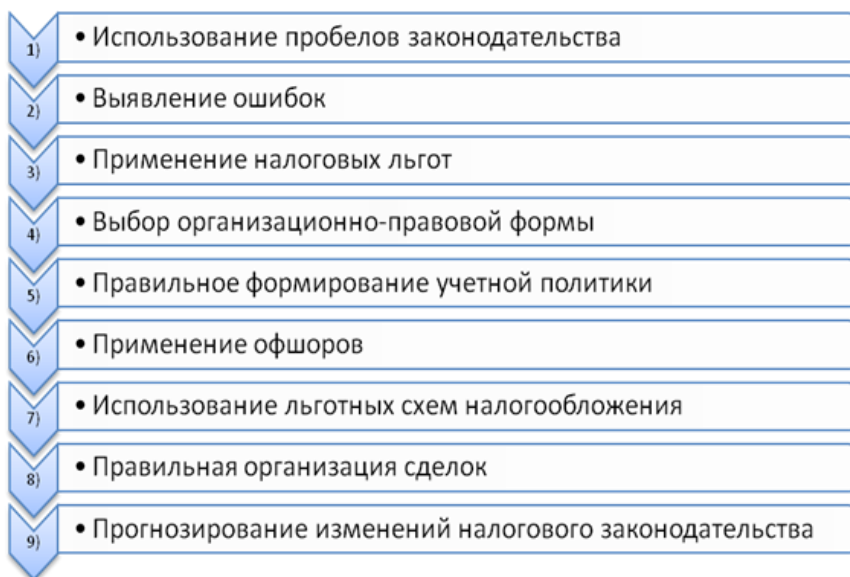 1) • Использование пробелов законодательства
2) • Выявление ошибок
3) • Применение налоговых льгот
4) • Выбор организационно-правовой формы
5) • Правильное формирование учетной политики
6) • Применение офшоров
7) • Использование льготных схем налогообложения
8) • Правильная организация сделок
9) • Прогнозирование изменений налогового законодательства